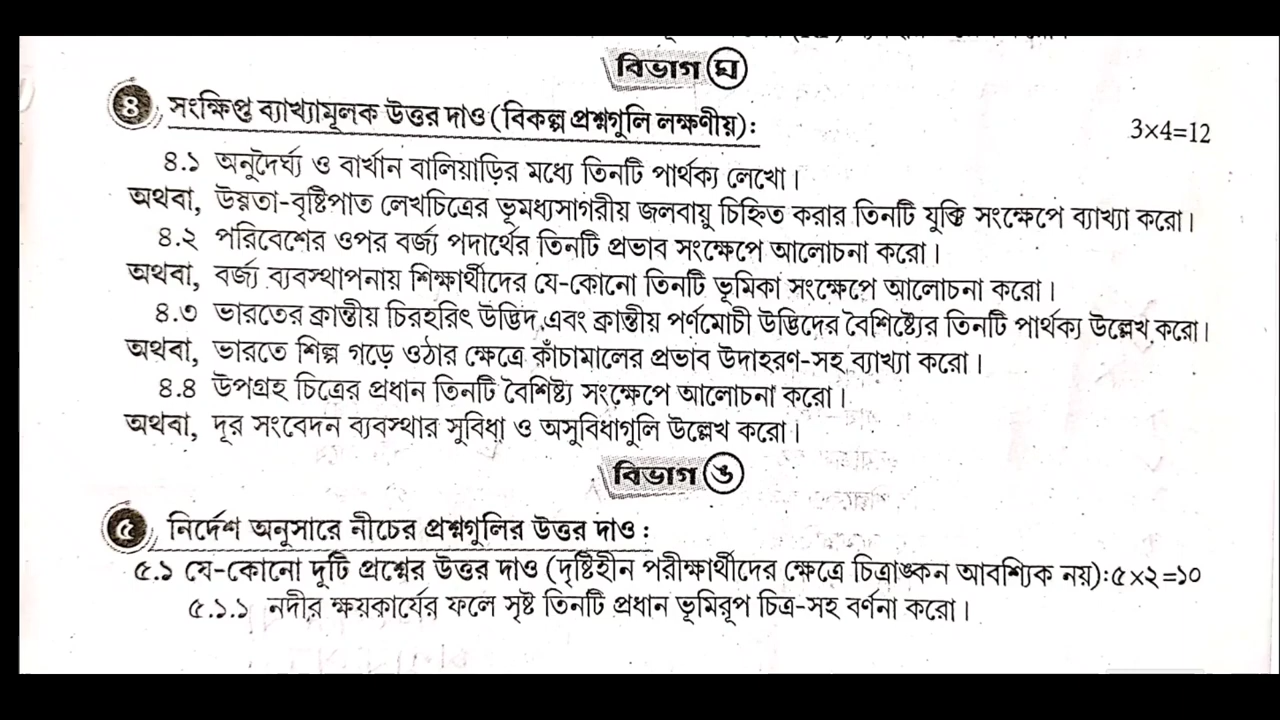 বিভাগ ঘ
৪. সংক্ষিপ্ত ব্যাখ্যামূলক উত্তর দাও (বিকল্প প্রশ্নগুলি লক্ষণীয়): 3×4=12
৪.১ অনুদৈর্ঘ্য ও বার্খান বালিয়াড়ির মধ্যে তিনটি পার্থক্য লেখো।
অথবা, উষ্ণতা-বৃষ্টিপাত লেখচিত্রের ভূমধ্যসাগরীয় জলবায়ু চিহ্নিত করার তিনটি যুক্তি সংক্ষেপে ব্যাখ্যা করো।
৪.২ পরিবেশের ওপর বর্জ্য পদার্থের তিনটি প্রভাব সংক্ষেপে আলোচনা করো।
অথবা, বর্জ্য ব্যবস্থাপনায় শিক্ষার্থীদের যে-কোনো তিনটি ভূমিকা সংক্ষেপে আলোচনা করো।
৪.৩ ভারতের ক্রান্তীয় চিরহরিৎ উদ্ভিদ এবং ক্রান্তীয় পর্ণমোচী উদ্ভিদের বৈশিষ্ট্যের তিনটি পার্থক্য উল্লেখ করো।
অথবা, ভারতে শিল্প গড়ে ওঠার ক্ষেত্রে কাঁচামালের প্রভাব উদাহরণ-সহ ব্যাখ্যা করো।
৪.৪ উপগ্রহ চিত্রের প্রধান তিনটি বৈশিষ্ট্য সংক্ষেপে আলোচনা করো।
অথবা, দূর সংবেদন ব্যবস্থার সুবিধা ও অসুবিধাগুলি উল্লেখ করো।
বিভাগ ঙ
৫. নির্দেশ অনুসারে নীচের প্রশ্নগুলির উত্তর দাও:
৫.১ যে-কোনো দুটি প্রশ্নের উত্তর দাও (দৃষ্টিহীন পরীক্ষার্থীদের ক্ষেত্রে চিত্রাঙ্কন আবশ্যিক নয়): ৫×২=১০
৫.১.১ নদীর ক্ষয়কার্যের ফলে সৃষ্ট তিনটি প্রধান ভূমিরূপ চিত্র-সহ বর্ণনা করো।